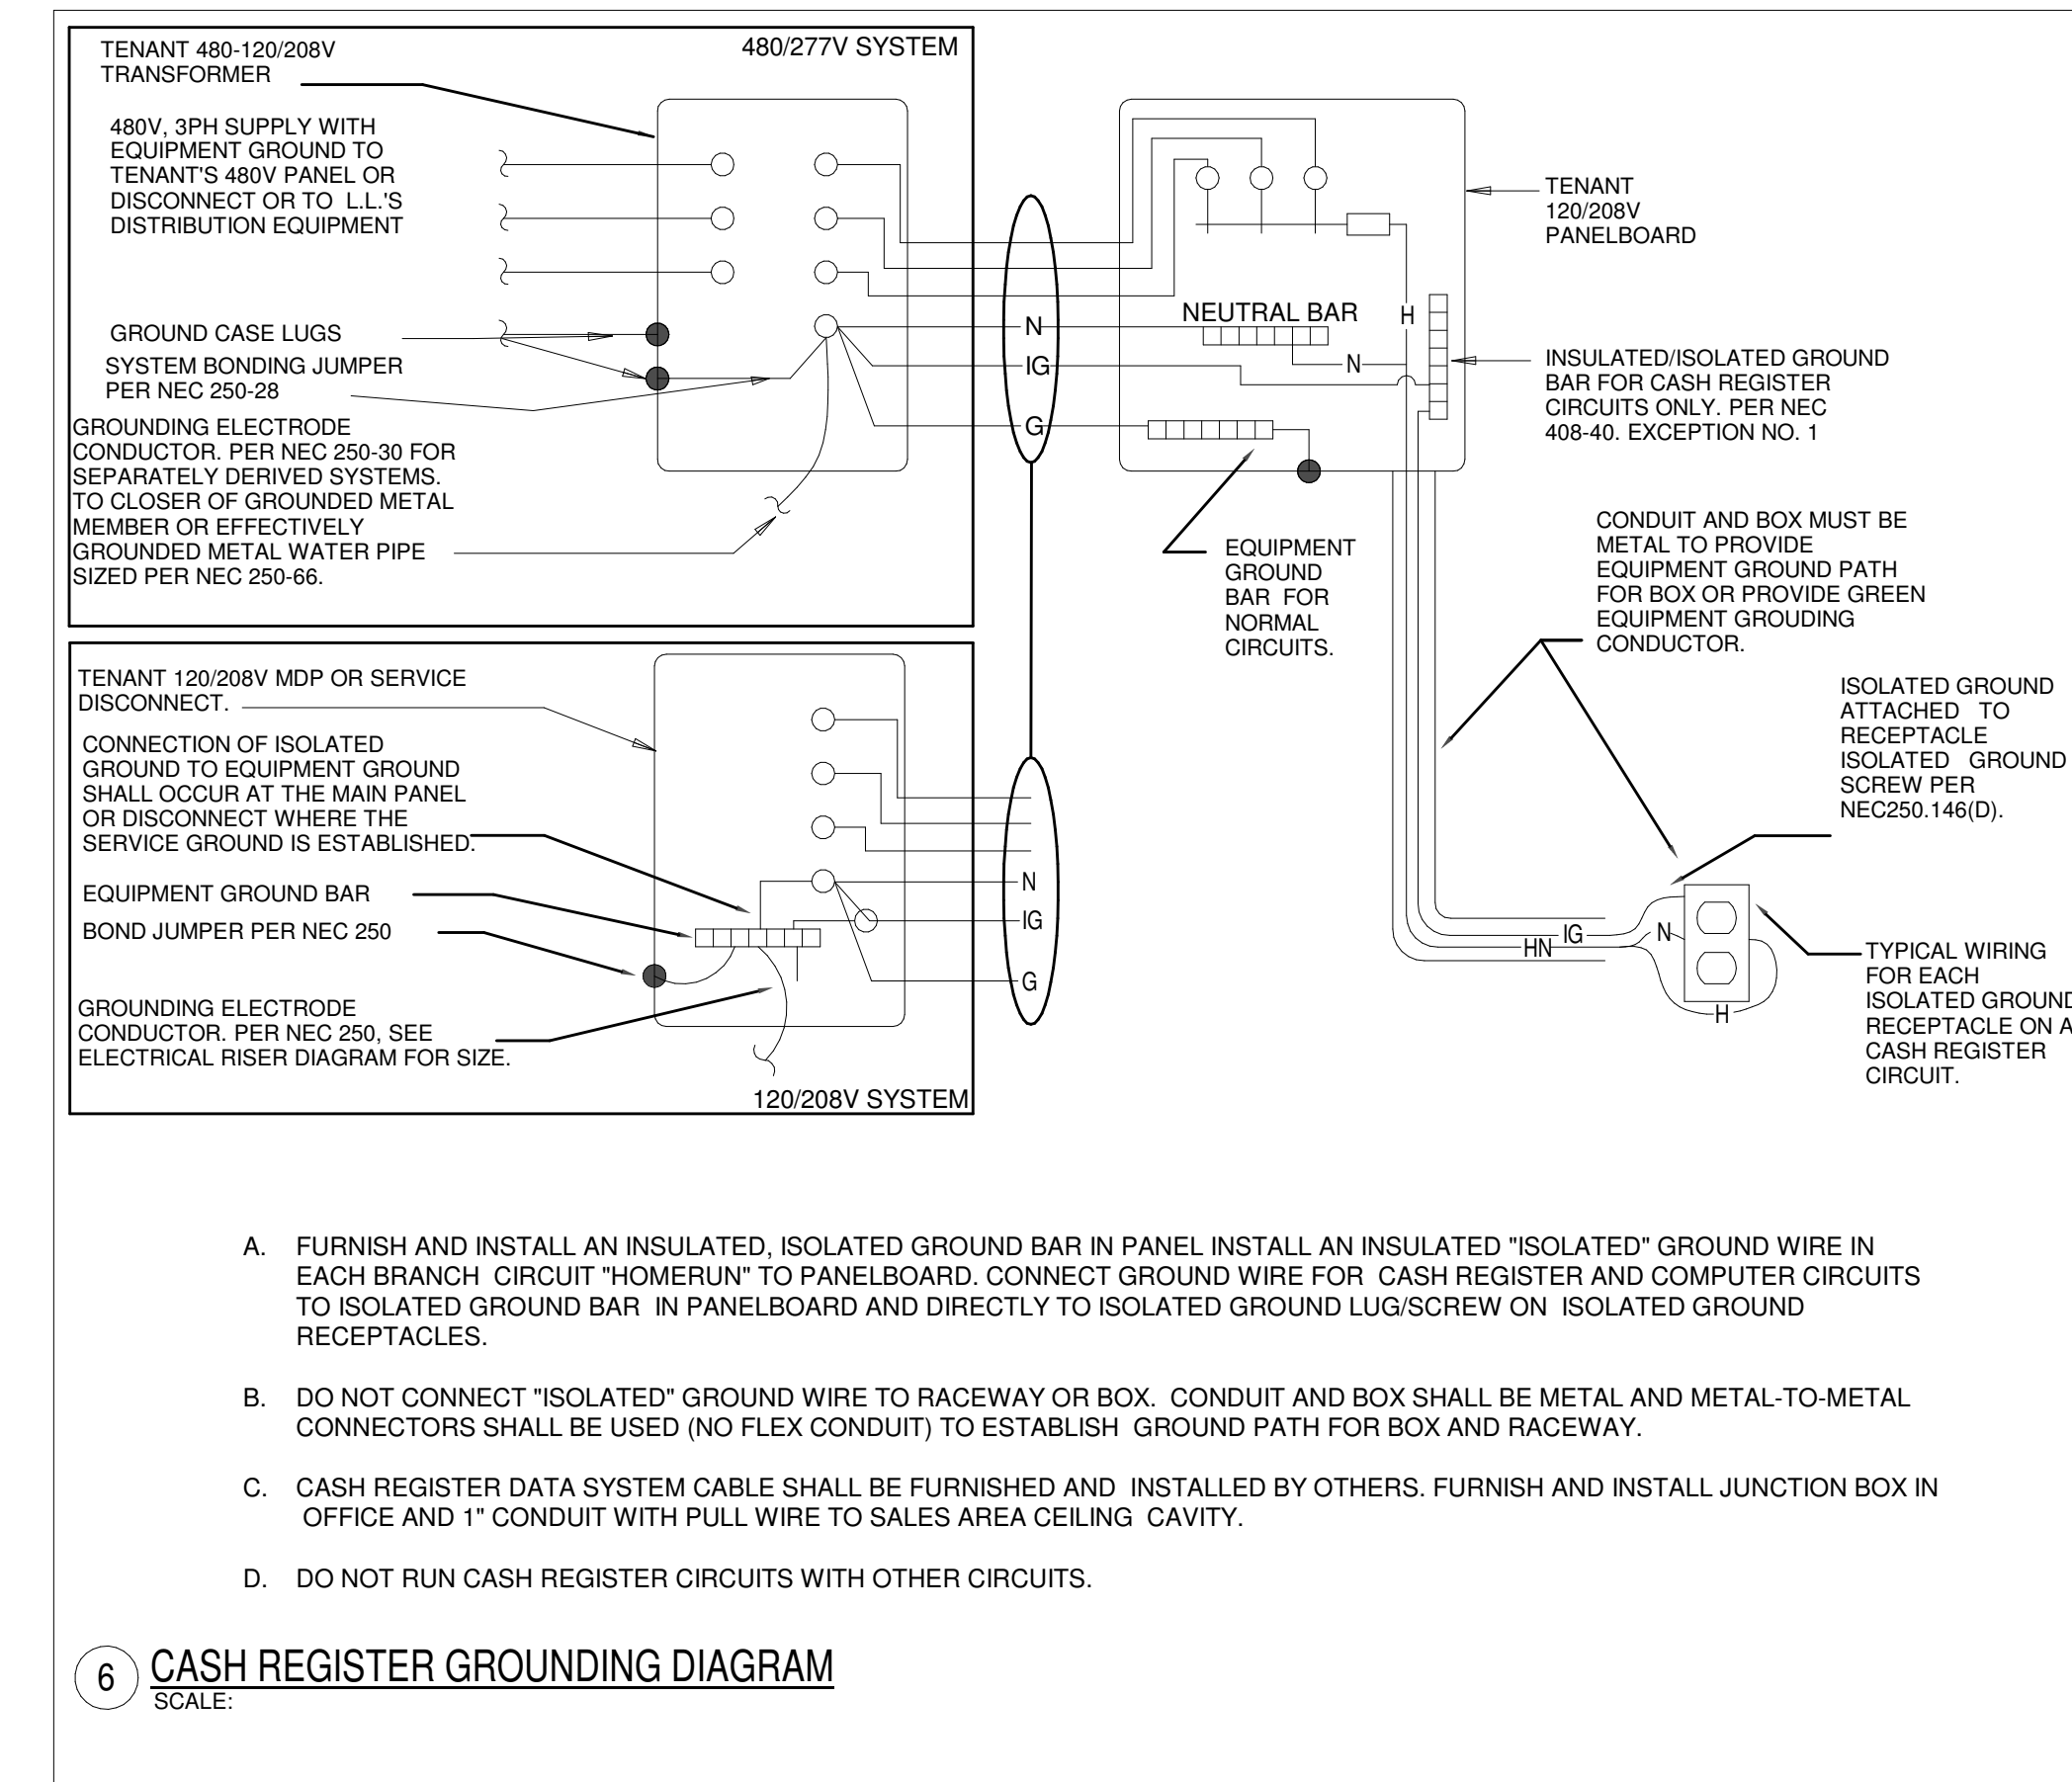 TENANT 480-120/208V
TRANSFORMER
480/277V SYSTEM
480V, 3PH SUPPLY WITH
EQUIPMENT GROUND TO
TENANT'S 480V PANEL OR
DISCONNECT OR TO L.L.'S
DISTRIBUTION EQUIPMENT
GROUND CASE LUGS
SYSTEM BONDING JUMPER
PER NEC 250-28
GROUNDING ELECTRODE
CONDUCTOR. PER NEC 250-30 FOR
SEPARATELY DERIVED SYSTEMS.
TO CLOSER OF GROUNDED METAL
MEMBER OR EFFECTIVELY
GROUNDED METAL WATER PIPE
SIZED PER NEC 250-66.
N
IG
G
NEUTRAL BAR
H
N
TENANT
120/208V
PANELBOARD
INSULATED/ISOLATED GROUND
BAR FOR CASH REGISTER
CIRCUITS ONLY. PER NEC
408-40. EXCEPTION NO. 1
EQUIPMENT
GROUND
BAR FOR
NORMAL
CIRCUITS.
CONDUIT AND BOX MUST BE
METAL TO PROVIDE
EQUIPMENT GROUND PATH
FOR BOX OR PROVIDE GREEN
EQUIPMENT GROUDING
CONDUCTOR.
ISOLATED GROUND
ATTACHED TO
RECEPTACLE
ISOLATED GROUND
SCREW PER
NEC250.146(D).
TENANT 120/208V MDP OR SERVICE
DISCONNECT.
CONNECTION OF ISOLATED
GROUND TO EQUIPMENT GROUND
SHALL OCCUR AT THE MAIN PANEL
OR DISCONNECT WHERE THE
SERVICE GROUND IS ESTABLISHED.
EQUIPMENT GROUND BAR
BOND JUMPER PER NEC 250
GROUNDING ELECTRODE
CONDUCTOR. PER NEC 250, SEE
ELECTRICAL RISER DIAGRAM FOR SIZE.
120/208V SYSTEM
N
IG
G
IG
HN
N
H
TYPICAL WIRING
FOR EACH
ISOLATED GROUND
RECEPTACLE ON A
CASH REGISTER
CIRCUIT.
A. FURNISH AND INSTALL AN INSULATED, ISOLATED GROUND BAR IN PANEL INSTALL AN INSULATED "ISOLATED" GROUND WIRE IN
EACH BRANCH CIRCUIT "HOMERUN" TO PANELBOARD. CONNECT GROUND WIRE FOR CASH REGISTER AND COMPUTER CIRCUITS
TO ISOLATED GROUND BAR IN PANELBOARD AND DIRECTLY TO ISOLATED GROUND LUG/SCREW ON ISOLATED GROUND
RECEPTACLES.
B. DO NOT CONNECT "ISOLATED" GROUND WIRE TO RACEWAY OR BOX. CONDUIT AND BOX SHALL BE METAL AND METAL-TO-METAL
CONNECTORS SHALL BE USED (NO FLEX CONDUIT) TO ESTABLISH GROUND PATH FOR BOX AND RACEWAY.
C. CASH REGISTER DATA SYSTEM CABLE SHALL BE FURNISHED AND INSTALLED BY OTHERS. FURNISH AND INSTALL JUNCTION BOX IN
OFFICE AND 1" CONDUIT WITH PULL WIRE TO SALES AREA CEILING CAVITY.
D. DO NOT RUN CASH REGISTER CIRCUITS WITH OTHER CIRCUITS.
6 CASH REGISTER GROUNDING DIAGRAM
SCALE: